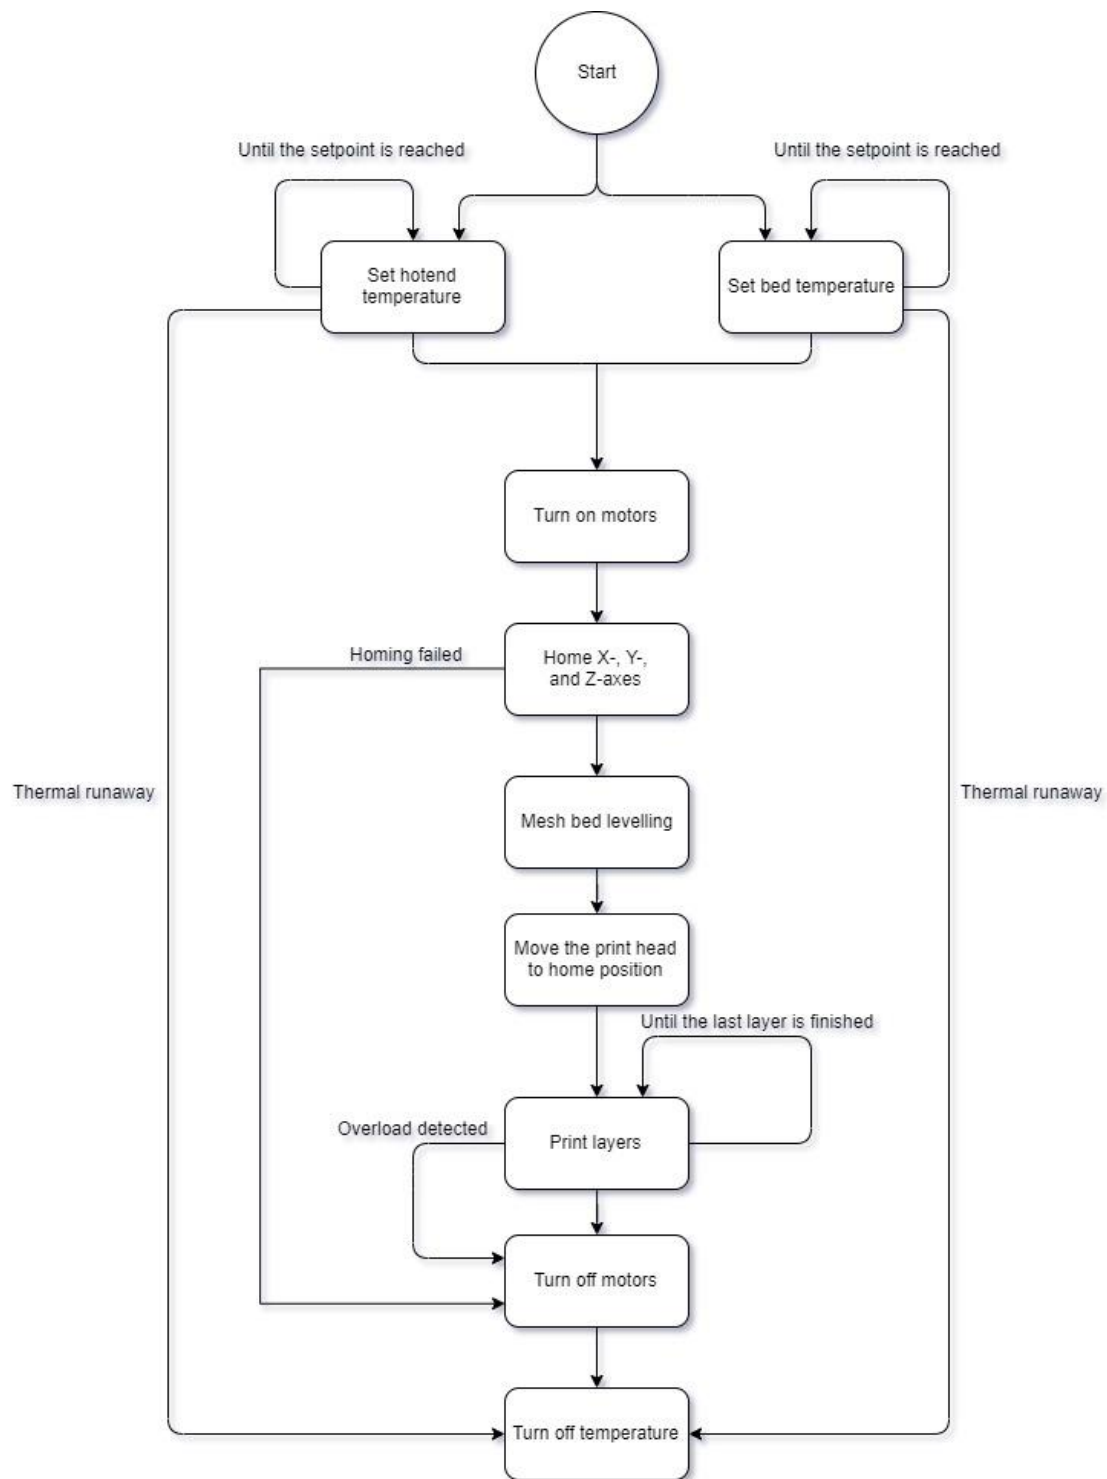 Start
Until the setpoint is reached
Until the setpoint is reached
Set hotend
temperature
Set bed temperature
Turn on motors
Homing failed
Home X-, Y-,
and Z-axes
Thermal runaway
Thermal runaway
Mesh bed levelling
Move the print head
to home position
Until the last layer is finished
Overload detected
Print layers
Turn off motors
Turn off temperature